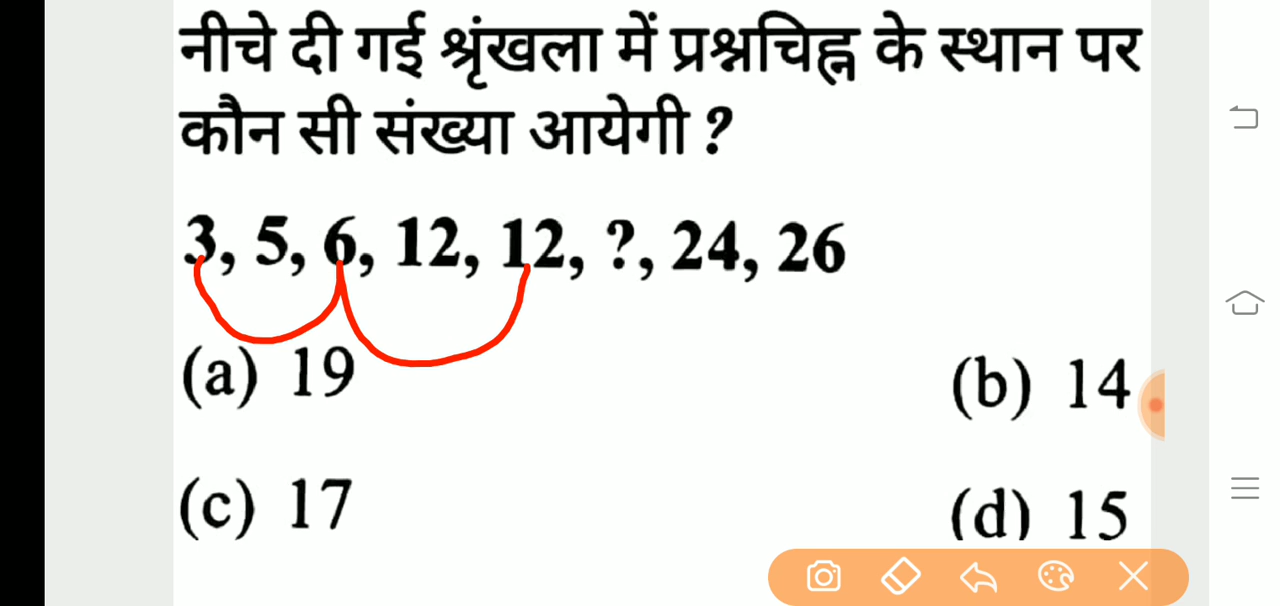 नीचे दी गई श्रृंखला में प्रश्नचिह्न के स्थान पर
कौन सी संख्या आयेगी ?
3, 5, 6, 12, 12, ?, 24, 26
(a) 19 (b) 14
(c) 17 (d) 15